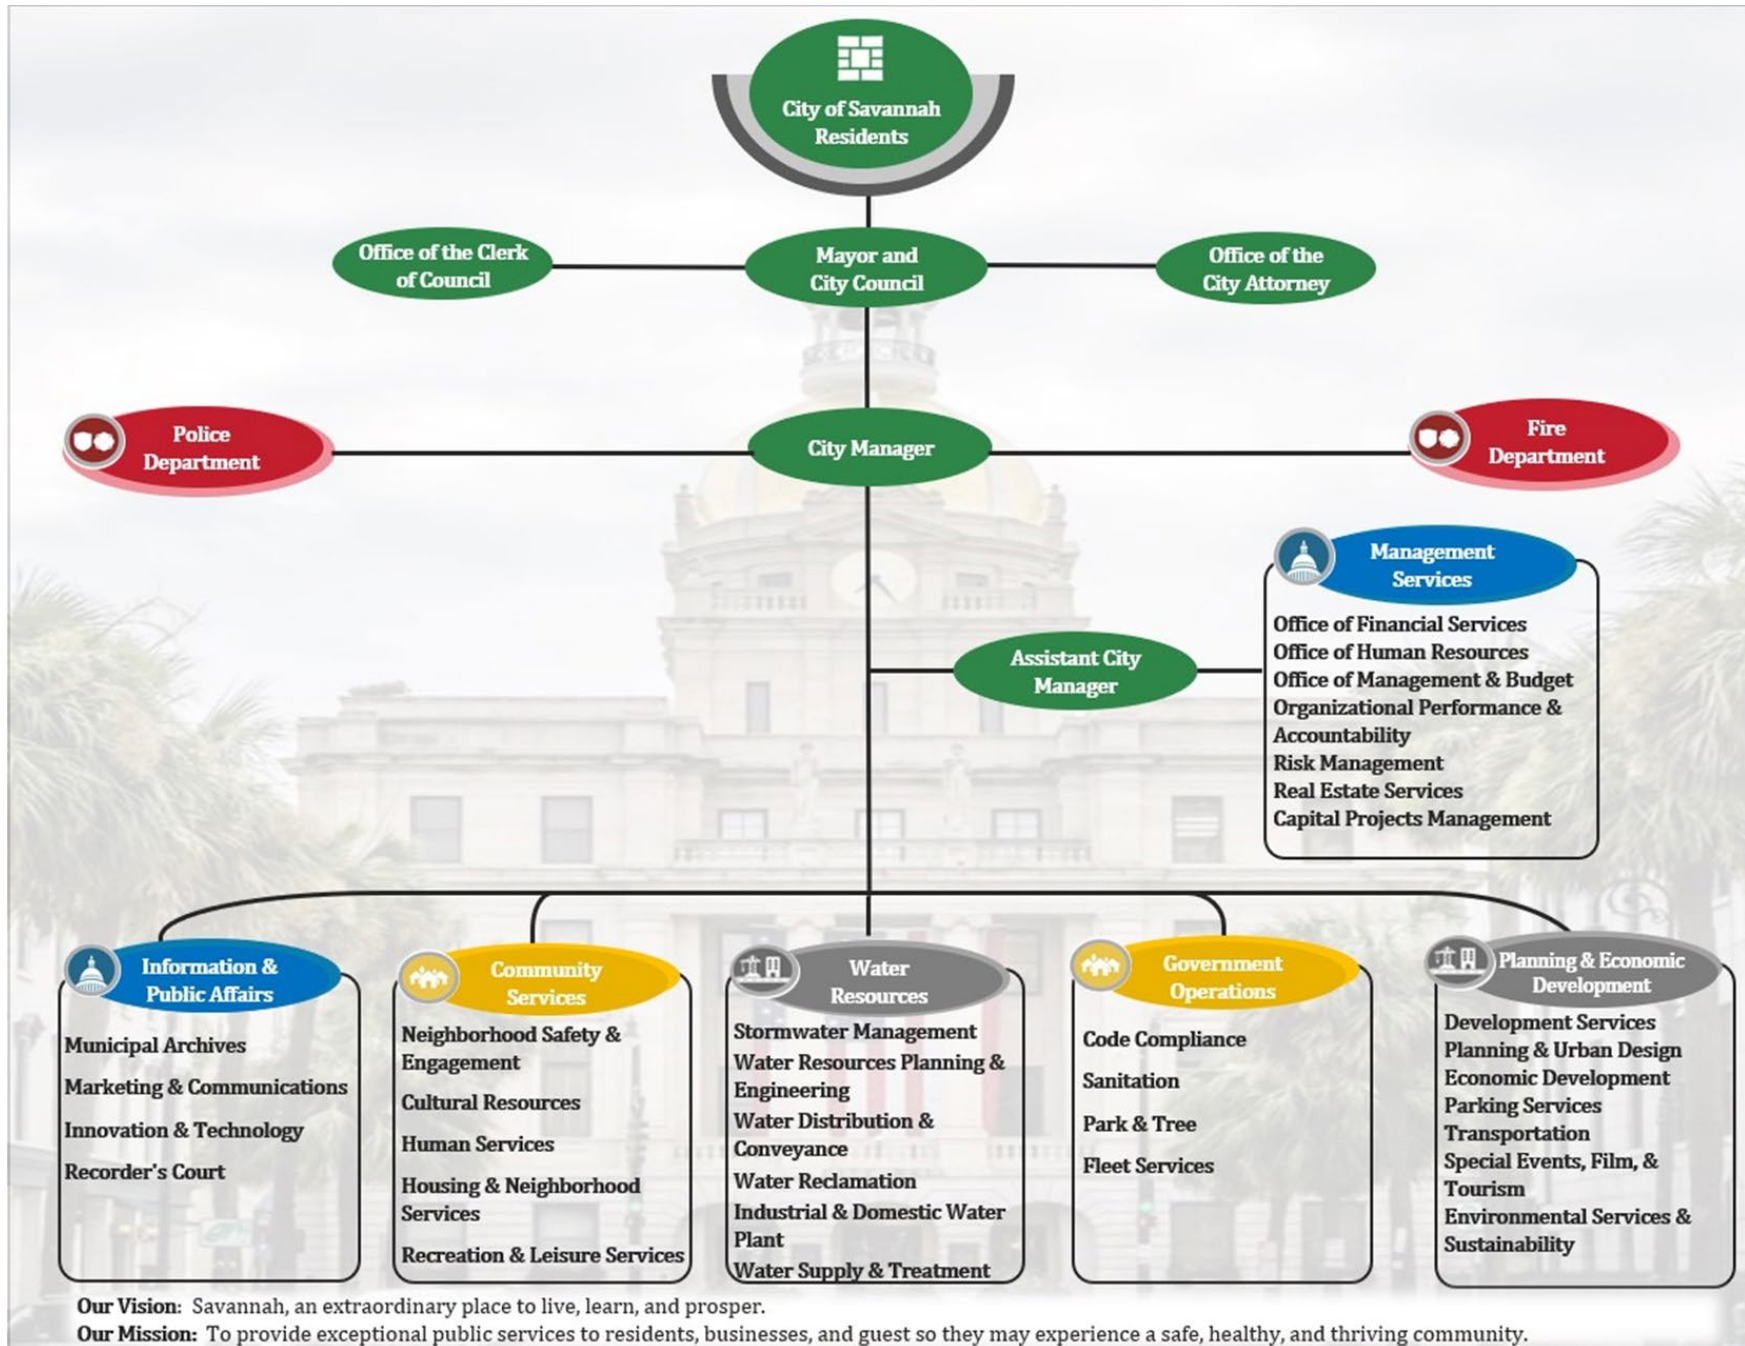 City of Savannah
Residents
Office of the Clerk
of Council
Mayor and
City Council
Office of the
City Attorney
Police
Department
City Manager
Fire
Department
Management
Services
Office of Financial Services
Office of Human Resources
Office of Management & Budget
Organizational Performance &
Accountability
Risk Management
Real Estate Services
Capital Projects Management
Assistant City
Manager
Information &
Public Affairs
Municipal Archives
Marketing & Communications
Innovation & Technology
Recorder's Court
Community
Services
Neighborhood Safety &
Engagement
Cultural Resources
Human Services
Housing & Neighborhood
Services
Recreation & Leisure Services
Water
Resources
Stormwater Management
Water Resources Planning &
Engineering
Water Distribution &
Conveyance
Water Reclamation
Industrial & Domestic Water
Plant
Water Supply & Treatment
Government
Operations
Code Compliance
Sanitation
Park & Tree
Fleet Services
Planning & Economic
Development
Development Services
Planning & Urban Design
Economic Development
Parking Services
Transportation
Special Events, Film, &
Tourism
Environmental Services &
Sustainability
Our Vision: Savannah, an extraordinary place to live, learn, and prosper.
Our Mission: To provide exceptional public services to residents, businesses, and guest so they may experience a safe, healthy, and thriving community.